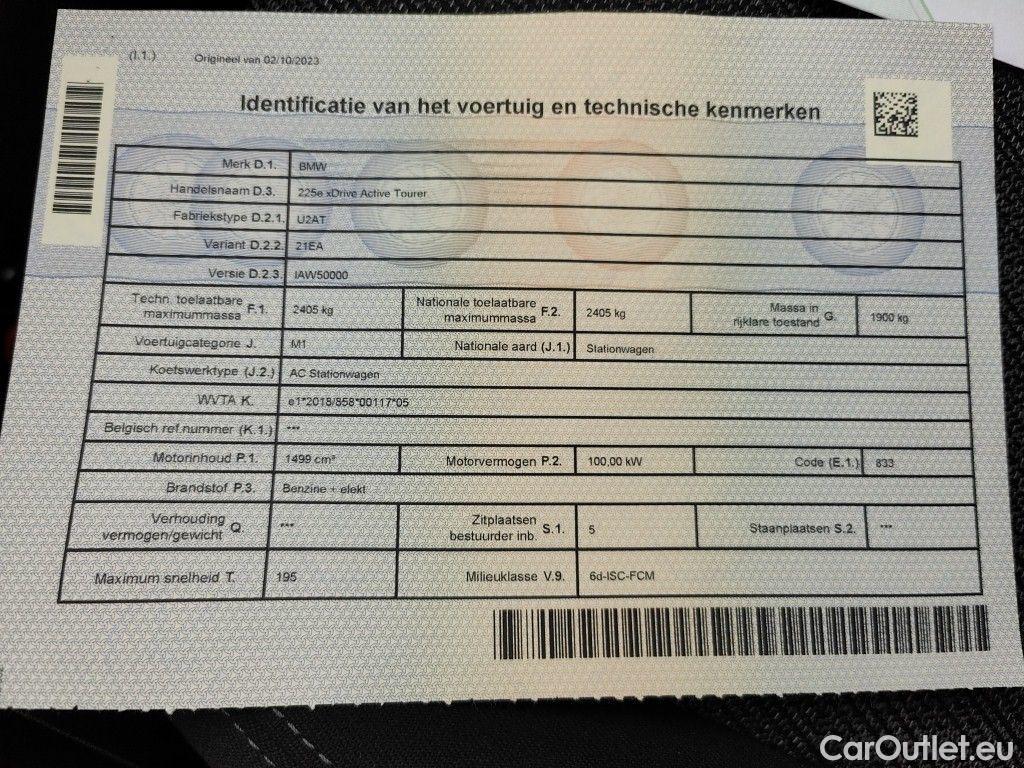 (I.1.) Origineel van 02/10/2023
Identificatie van het voertuig en technische kenmerken
Merk D.1. BMW
Handelsnaam D.3. 225e xDrive Active Tourer
Fabriekstype D.2.1. U2AT
Variant D.2.2. 21EA
Versie D.2.3. IAW50000
Techn. toelaatbare maximummassa F.1. 2405 kg Nationale toelaatbare maximummassa F.2. 2405 kg Massa in rijklare toestand G. 1900 kg
Voertuigcategorie J. M1 Nationale aard (J.1.) Stationwagen
Koetswerktype (J.2.) AC Stationwagen
WVTA K. e1*2018/858*00117*05
Belgisch ref.nummer (K.1.) ***
Motorinhoud P.1. 1499 cm³ Motorvermogen P.2. 100,00 kW Code (E.1.) 833
Brandstof P.3. Benzine + elekt
Verhouding vermogen/gewicht Q. *** Zitplaatsen bestuurder inb. S.1. 5 Staanplaatsen S.2. ***
Maximum snelheid T. 195 Milieuklasse V.9. 6d-ISC-FCM
CarOutlet.eu